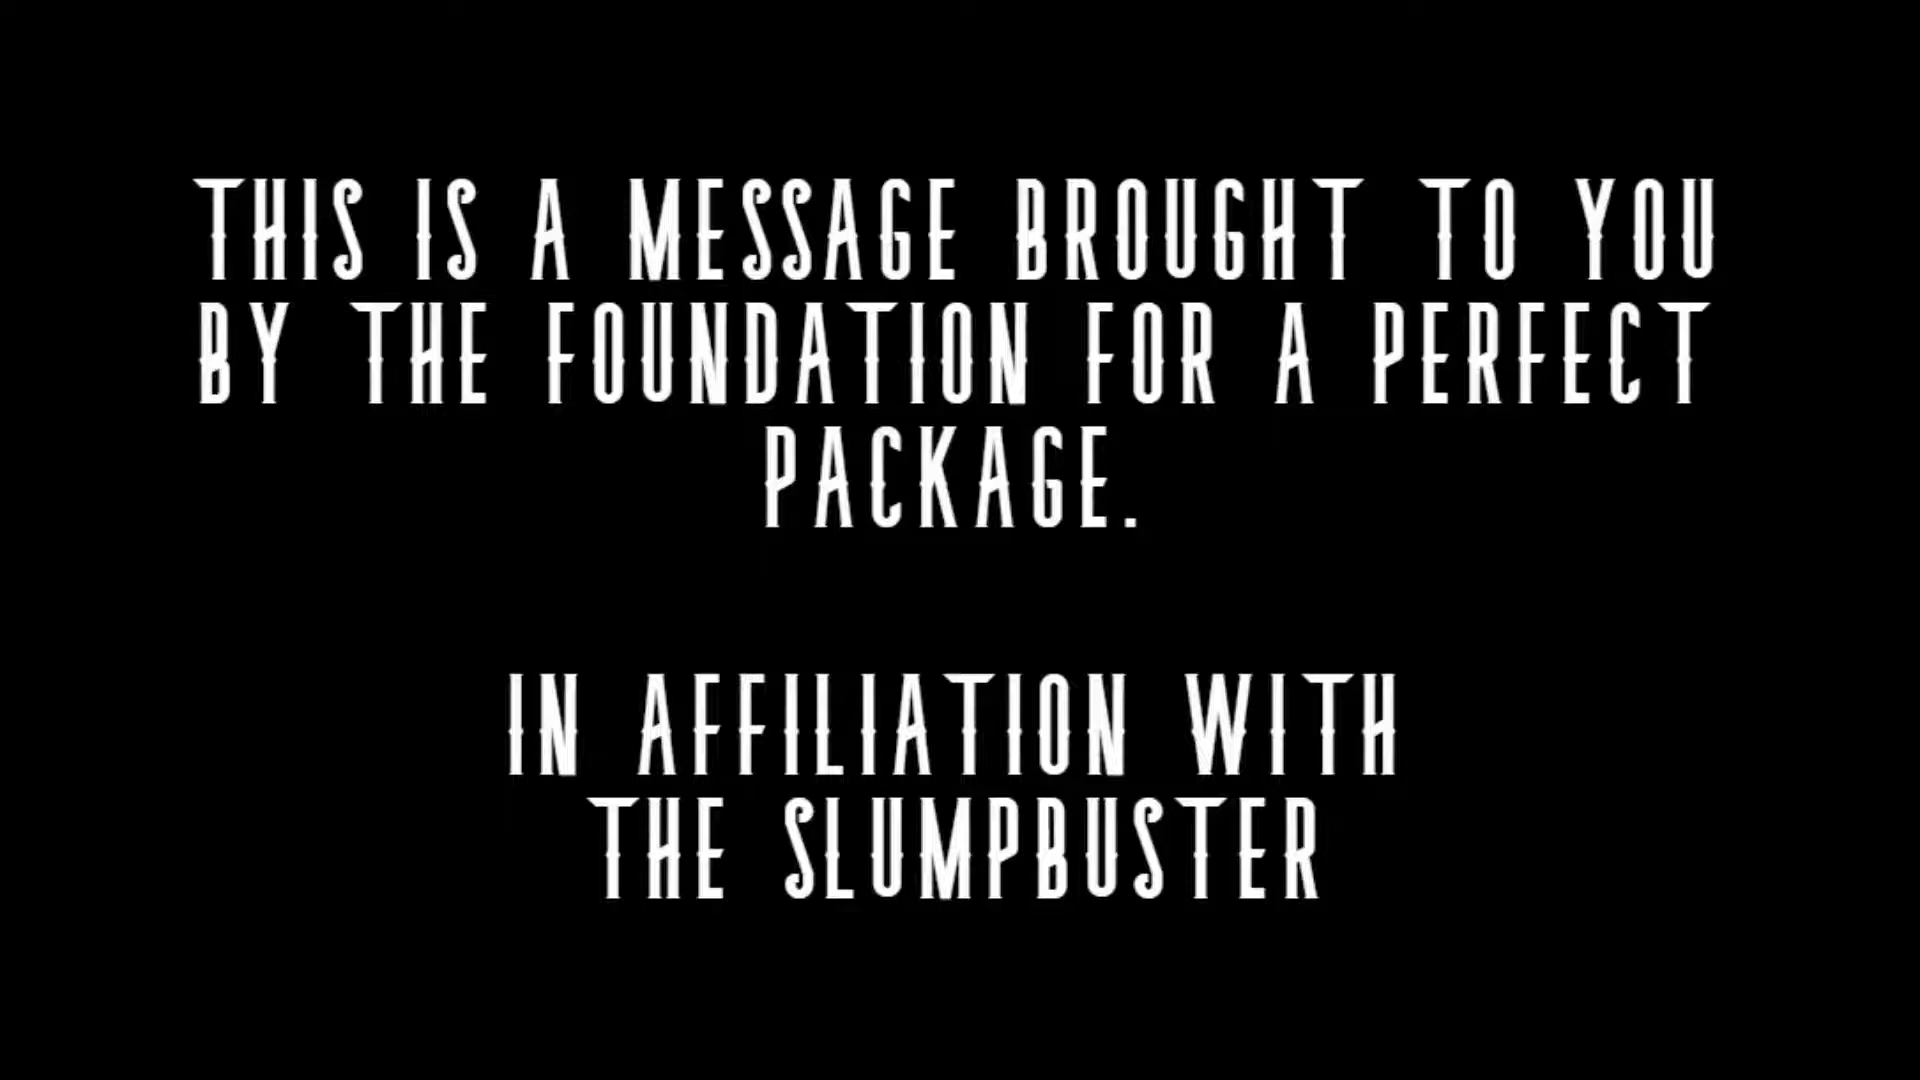 THIS IS A MESSAGE BROUGHT TO YOU
BY THE FOUNDATION FOR A PERFECT
PACKAGE.
IN AFFILIATION WITH
THE SLUMPBUSTER